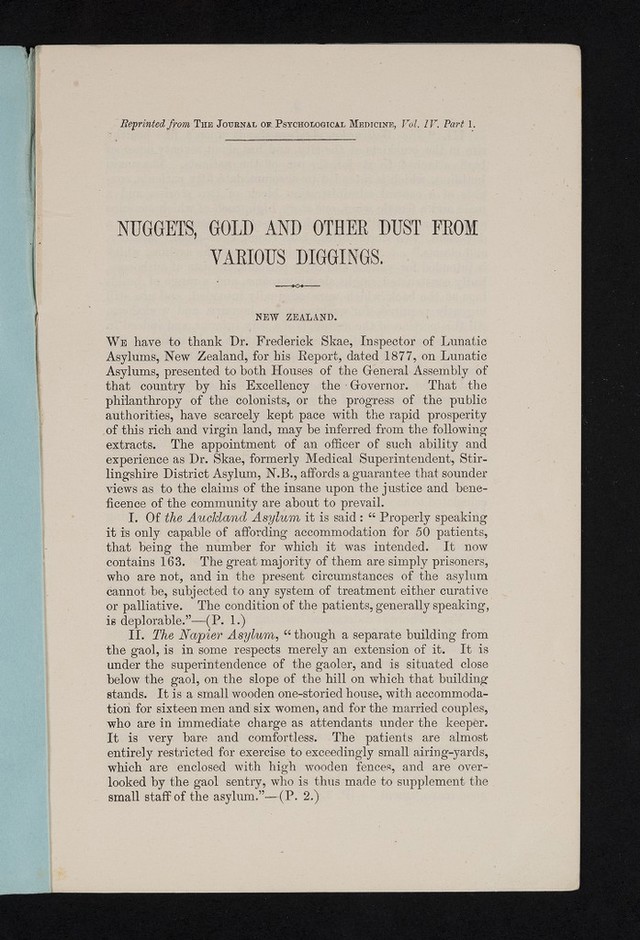 Reprinted from The Journal of Psychological Medicine, Vol. IV. Part 1.
NUGGETS, GOLD AND OTHER DUST FROM
VARIOUS DIGGINGS.
NEW ZEALAND.
We have to thank Dr. Frederick Skae, Inspector of Lunatic
Asylums, New Zealand, for his Report, dated 1877, on Lunatic
Asylums, presented to both Houses of the General Assembly of
that country by his Excellency the Governor. That the
philanthropy of the colonists, or the progress of the public
authorities, have scarcely kept pace with the rapid prosperity
of this rich and virgin land, may be inferred from the following
extracts. The appointment of an officer of such ability and
experience as Dr. Skae, formerly Medical Superintendent, Stir-
lingshire District Asylum, N.B., affords a guarantee that sounder
views as to the claims of the insane upon the justice and bene-
ficence of the community are about to prevail.
I. Of the Auckland Asylum it is said : “ Properly speaking
it is only capable of affording accommodation for 50 patients,
that being the number for which it was intended. It now
contains 163. The great majority of them are simply prisoners,
who are not, and in the present circumstances of the asylum
cannot be, subjected to any system of treatment either curative
or palliative. The condition of the patients, generally speaking,
is deplorable.”—(P. 1.)
II. The Napier Asylum, “ though a separate building from
the gaol, is in some respects merely an extension of it. It is
under the superintendence of the gaoler, and is situated close
below the gaol, on the slope of the hill on which that building
stands. It is a small wooden one-storied house, with accommoda-
tion for sixteen men and six women, and for the married couples,
who are in immediate charge as attendants under the keeper.
It is very bare and comfortless. The patients are almost
entirely restricted for exercise to exceedingly small airing-yards,
which are enclosed with high wooden fences, and are over-
looked by the gaol sentry, who is thus made to supplement the
small staff of the asylum.”—(P. 2.)